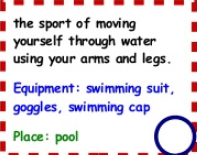 the sport of moving
yourself through water
using your arms and legs.
Equipment: swimming suit,
goggles, swimming cap
Place: pool